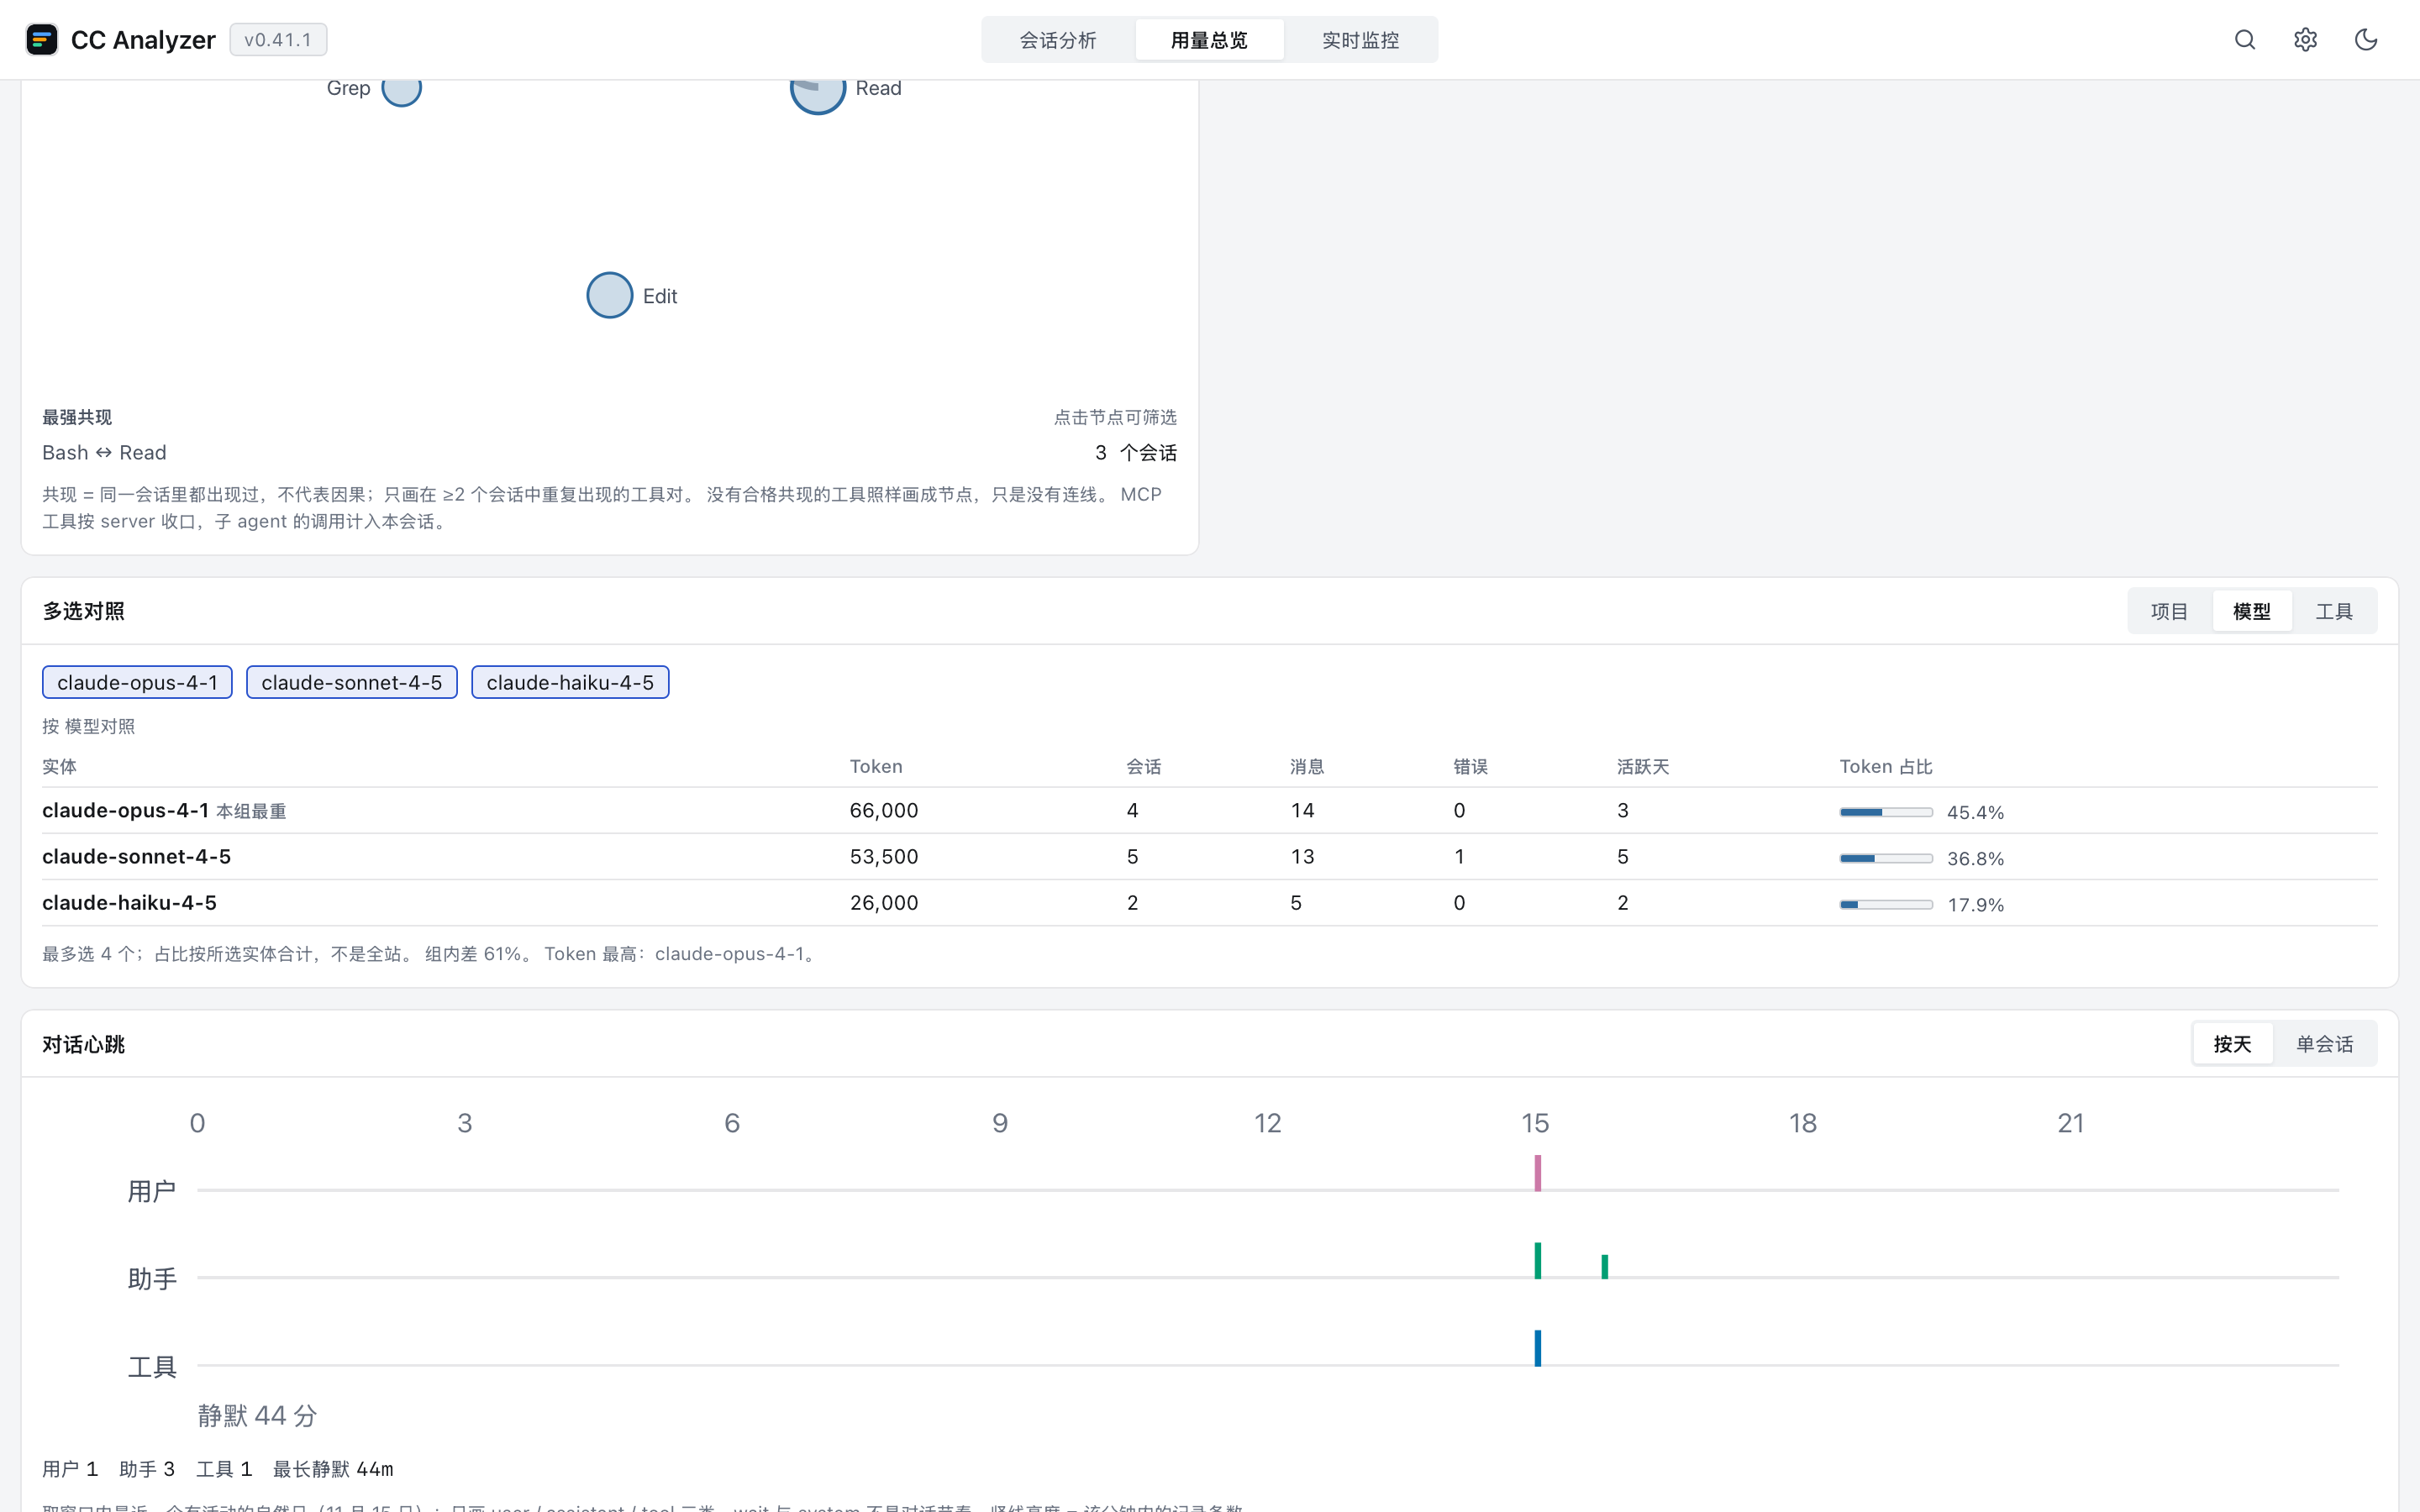 CC Analyzer v0.41.1 会话分析 用量总览 实时监控
Grep Read
Edit
最强共现 点击节点可筛选
Bash ↔ Read 3 个会话
共现 = 同一会话里都出现过，不代表因果；只画在 ≥2 个会话中重复出现的工具对。 没有合格共现的工具照样画成节点，只是没有连线。 MCP
工具按 server 收口，子 agent 的调用计入本会话。
多选对照 项目 模型 工具
claude-opus-4-1 claude-sonnet-4-5 claude-haiku-4-5
按 模型对照
实体 Token 会话 消息 错误 活跃天 Token 占比
claude-opus-4-1 本组最重 66,000 4 14 0 3 45.4%
claude-sonnet-4-5 53,500 5 13 1 5 36.8%
claude-haiku-4-5 26,000 2 5 0 2 17.9%
最多选 4 个；占比按所选实体合计，不是全站。 组内差 61%。 Token 最高：claude-opus-4-1。
对话心跳 按天 单会话
0 3 6 9 12 15 18 21
用户
助手
工具
静默 44 分
用户 1 助手 3 工具 1 最长静默 44m